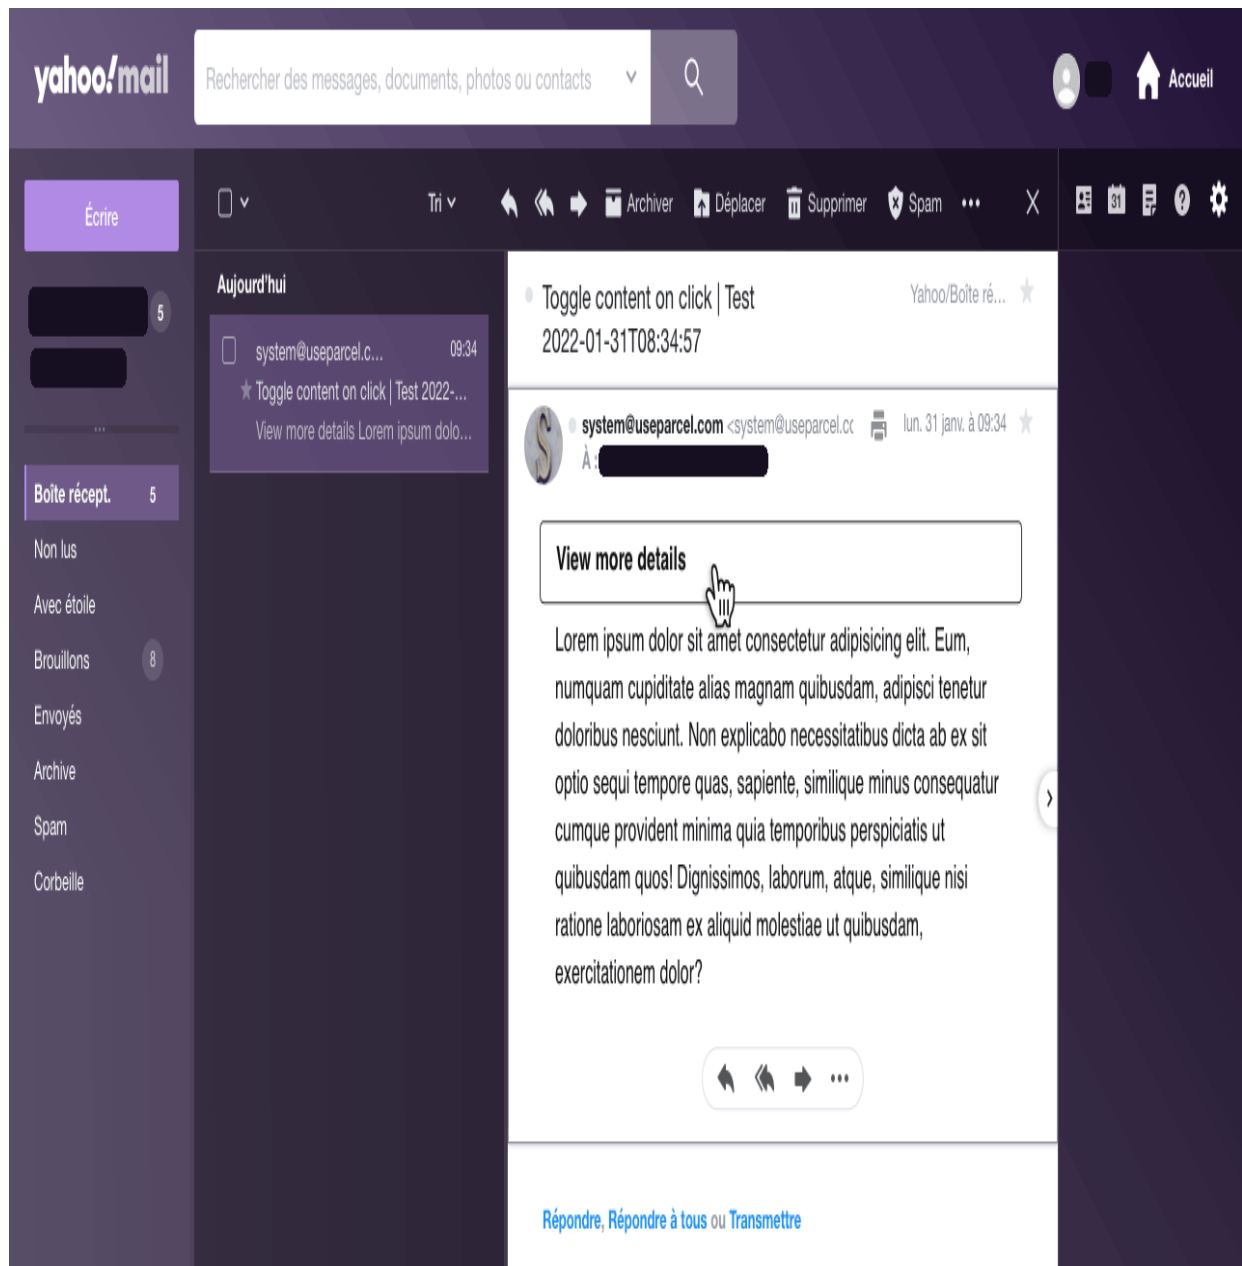 yahoo!mail
Rechercher des messages, documents, photos ou contacts
Accueil
Écrire
5
Boîte récept. 5
Non lus
Avec étoile
Brouillons 8
Envoyés
Archive
Spam
Corbeille
Tri
Archiver
Déplacer
Supprimer
Spam
31
Aujourd'hui
system@useparcel.c... 09:34
Toggle content on click | Test 2022-...
View more details Lorem ipsum dolo...
Toggle content on click | Test
2022-01-31T08:34:57
Yahoo/Boîte ré...
system@useparcel.com <system@useparcel.cc lun. 31 janv. à 09:34
À :
View more details
Lorem ipsum dolor sit amet consectetur adipisicing elit. Eum,
numquam cupiditate alias magnam quibusdam, adipisci tenetur
doloribus nesciunt. Non explicabo necessitatibus dicta ab ex sit
optio sequi tempore quas, sapiente, similique minus consequatur
cumque provident minima quia temporibus perspiciatis ut
quibusdam quos! Dignissimos, laborum, atque, similique nisi
ratione laboriosam ex aliquid molestiae ut quibusdam,
exercitationem dolor?
Répondre, Répondre à tous ou Transmettre